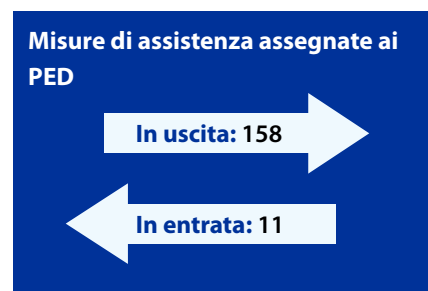 Misure di assistenza assegnate ai
PED
In uscita: 158
In entrata: 11